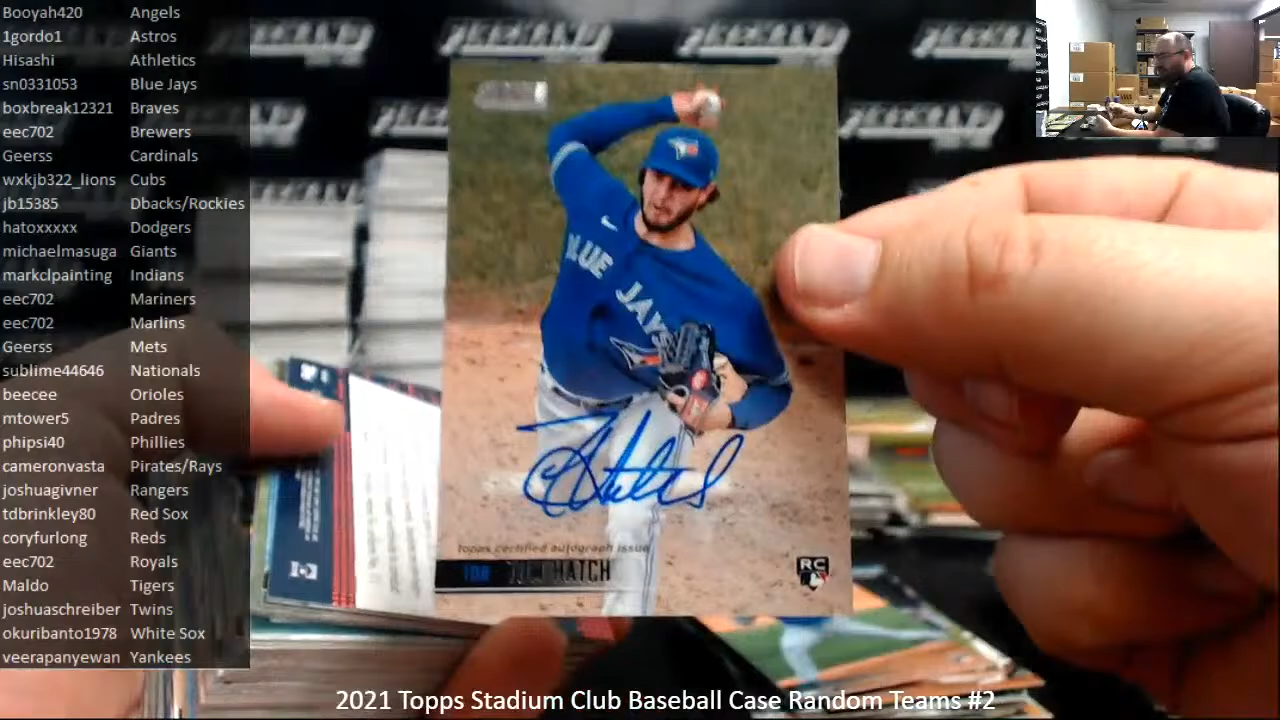 Booyah420 Angels
1gordo1 Astros
Hisashi Athletics
sn0331053 Blue Jays
boxbreak12321 Braves
eec702 Brewers
Geerss Cardinals
wxkjb322_lions Cubs
jb15385 Dbacks/Rockies
hatoxxxxx Dodgers
michaelmasuga Giants
markclpainting Indians
eec702 Mariners
eec702 Marlins
Geerss Mets
sublime44646 Nationals
beecee Orioles
mtower5 Padres
phipsi40 Phillies
cameronvasta Pirates/Rays
joshuagivner Rangers
tdbrinkley80 Red Sox
coryfurlong Reds
eec702 Royals
Maldo Tigers
joshuaschreiber Twins
okuribanto1978 White Sox
veerapanyewan Yankees
BLUE JAYS
Topps certified autograph issue
HATCH
RC
2021 Topps Stadium Club Baseball Case Random Teams #2